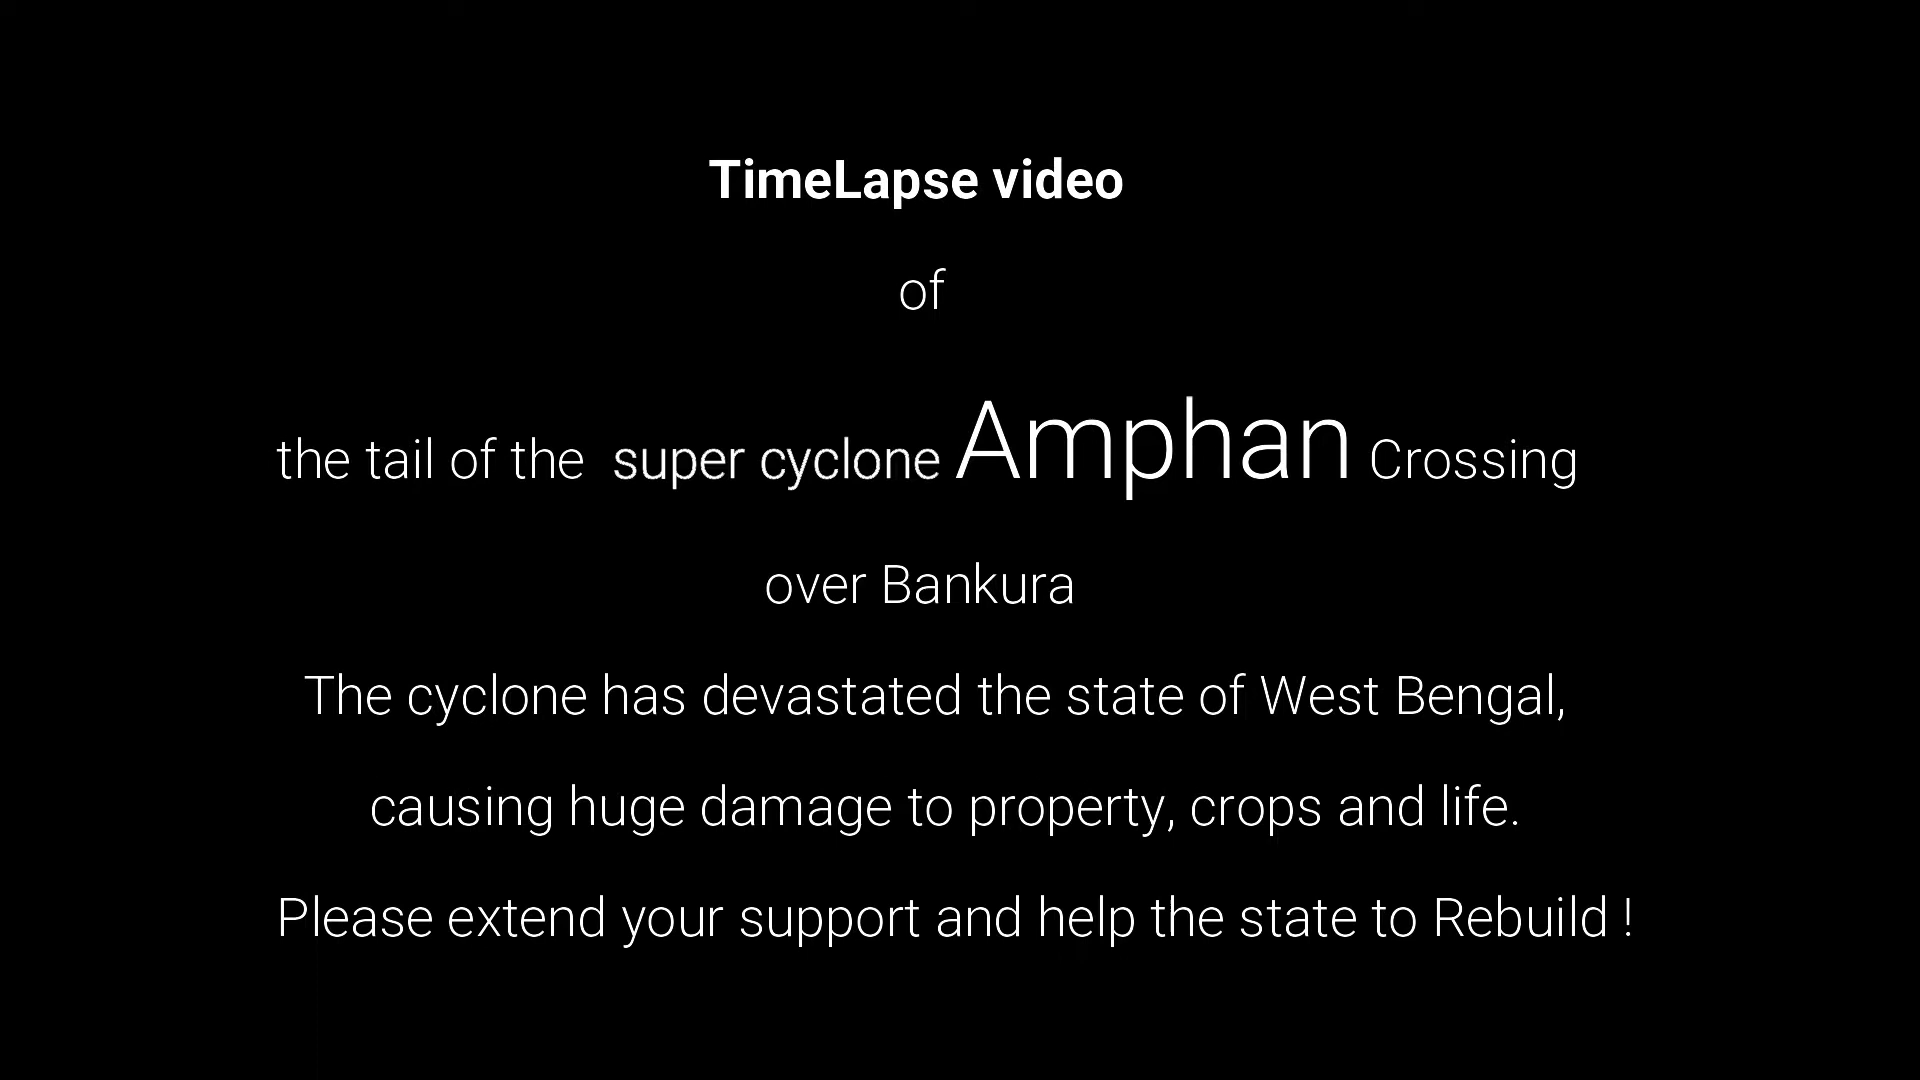 TimeLapse video
of
the tail of the super cyclone Amphan Crossing
over Bankura
The cyclone has devastated the state of West Bengal,
causing huge damage to property, crops and life.
Please extend your support and help the state to Rebuild !